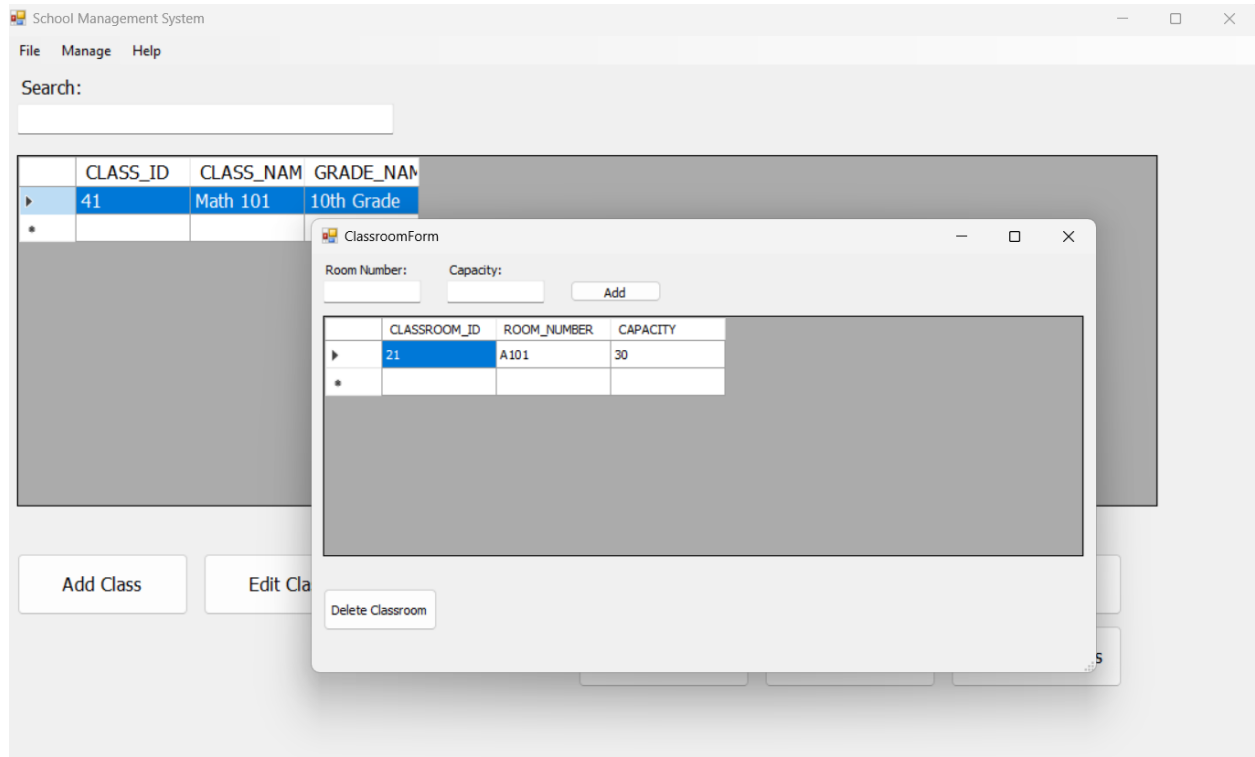 School Management System
File Manage Help
Search:
CLASS_ID CLASS_NAM GRADE_NAM
41 Math 101 10th Grade
ClassroomForm
Room Number: Capacity:
Add
CLASSROOM_ID ROOM_NUMBER CAPACITY
21 A101 30
Add Class Edit Cla
Delete Classroom
s